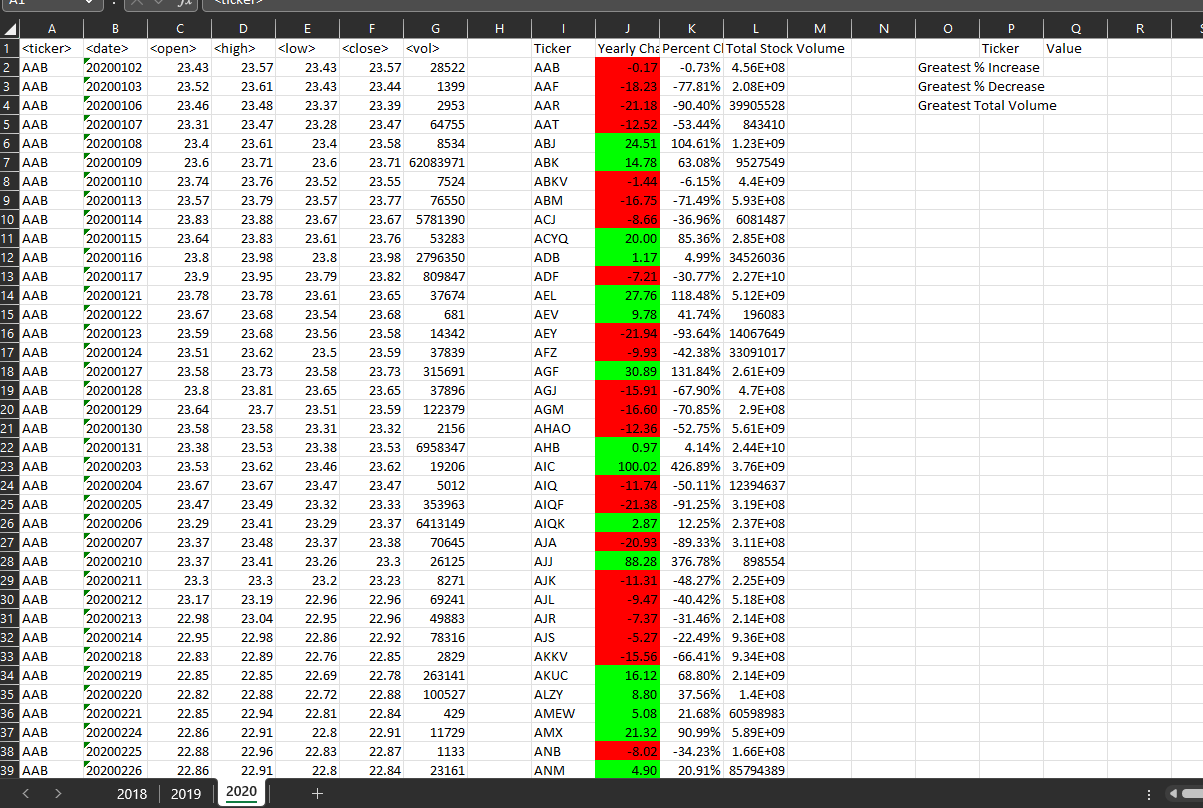 A1 fx <ticker>
A B C D E F G H I J K L M N O P Q R S
1 <ticker> <date> <open> <high> <low> <close> <vol> Ticker Yearly Cha Percent Cl Total Stock Volume Ticker Value
2 AAB 20200102 23.43 23.57 23.43 23.57 28522 AAB -0.17 -0.73% 4.56E+08 Greatest % Increase
3 AAB 20200103 23.52 23.61 23.43 23.44 1399 AAF -18.23 -77.81% 2.08E+09 Greatest % Decrease
4 AAB 20200106 23.46 23.48 23.37 23.39 2953 AAR -21.18 -90.40% 39905528 Greatest Total Volume
5 AAB 20200107 23.31 23.47 23.28 23.47 64755 AAT -12.52 -53.44% 843410
6 AAB 20200108 23.4 23.61 23.4 23.58 8534 ABJ 24.51 104.61% 1.23E+09
7 AAB 20200109 23.6 23.71 23.6 23.71 62083971 ABK 14.78 63.08% 9527549
8 AAB 20200110 23.74 23.76 23.52 23.55 7524 ABKV -1.44 -6.15% 4.4E+09
9 AAB 20200113 23.57 23.79 23.57 23.77 76550 ABM -16.75 -71.49% 5.93E+08
10 AAB 20200114 23.83 23.88 23.67 23.67 5781390 ACJ -8.66 -36.96% 6081487
11 AAB 20200115 23.64 23.83 23.61 23.76 53283 ACYQ 20.00 85.36% 2.85E+08
12 AAB 20200116 23.8 23.98 23.8 23.98 2796350 ADB 1.17 4.99% 34526036
13 AAB 20200117 23.9 23.95 23.79 23.82 809847 ADF -7.21 -30.77% 2.27E+10
14 AAB 20200121 23.78 23.78 23.61 23.65 37674 AEL 27.76 118.48% 5.12E+09
15 AAB 20200122 23.67 23.68 23.54 23.68 681 AEV 9.78 41.74% 196083
16 AAB 20200123 23.59 23.68 23.56 23.58 14342 AEY -21.94 -93.64% 14067649
17 AAB 20200124 23.51 23.62 23.5 23.59 37839 AFZ -9.93 -42.38% 33091017
18 AAB 20200127 23.58 23.73 23.58 23.73 315691 AGF 30.89 131.84% 2.61E+09
19 AAB 20200128 23.8 23.81 23.65 23.65 37896 AGJ -15.91 -67.90% 4.7E+08
20 AAB 20200129 23.64 23.7 23.51 23.59 122379 AGM -16.60 -70.85% 2.9E+08
21 AAB 20200130 23.58 23.58 23.31 23.32 2156 AHAO -12.36 -52.75% 5.61E+09
22 AAB 20200131 23.38 23.53 23.38 23.53 6958347 AHB 0.97 4.14% 2.44E+10
23 AAB 20200203 23.53 23.62 23.46 23.62 19206 AIC 100.02 426.89% 3.76E+09
24 AAB 20200204 23.67 23.67 23.47 23.47 5012 AIQ -11.74 -50.11% 12394637
25 AAB 20200205 23.47 23.49 23.32 23.33 353963 AIQF -21.38 -91.25% 3.19E+08
26 AAB 20200206 23.29 23.41 23.29 23.37 6413149 AIQK 2.87 12.25% 2.37E+08
27 AAB 20200207 23.37 23.48 23.37 23.38 70645 AJA -20.93 -89.33% 3.11E+08
28 AAB 20200210 23.37 23.41 23.26 23.3 26125 AJJ 88.28 376.78% 898554
29 AAB 20200211 23.3 23.3 23.2 23.23 8271 AJK -11.31 -48.27% 2.25E+09
30 AAB 20200212 23.17 23.19 22.96 22.96 69241 AJL -9.47 -40.42% 5.18E+08
31 AAB 20200213 22.98 23.04 22.95 22.96 49883 AJR -7.37 -31.46% 2.14E+08
32 AAB 20200214 22.95 22.98 22.86 22.92 78316 AJS -5.27 -22.49% 9.36E+08
33 AAB 20200218 22.83 22.89 22.76 22.85 2829 AKKV -15.56 -66.41% 9.34E+08
34 AAB 20200219 22.85 22.85 22.69 22.78 263141 AKUC 16.12 68.80% 2.14E+09
35 AAB 20200220 22.82 22.88 22.72 22.88 100527 ALZY 8.80 37.56% 1.4E+08
36 AAB 20200221 22.85 22.94 22.81 22.84 429 AMEW 5.08 21.68% 60598983
37 AAB 20200224 22.86 22.91 22.8 22.91 11729 AMX 21.32 90.99% 5.89E+09
38 AAB 20200225 22.88 22.96 22.83 22.87 1133 ANB -8.02 -34.23% 1.66E+08
39 AAB 20200226 22.86 22.91 22.8 22.84 23161 ANM 4.90 20.91% 85794389
2018 2019 2020 +